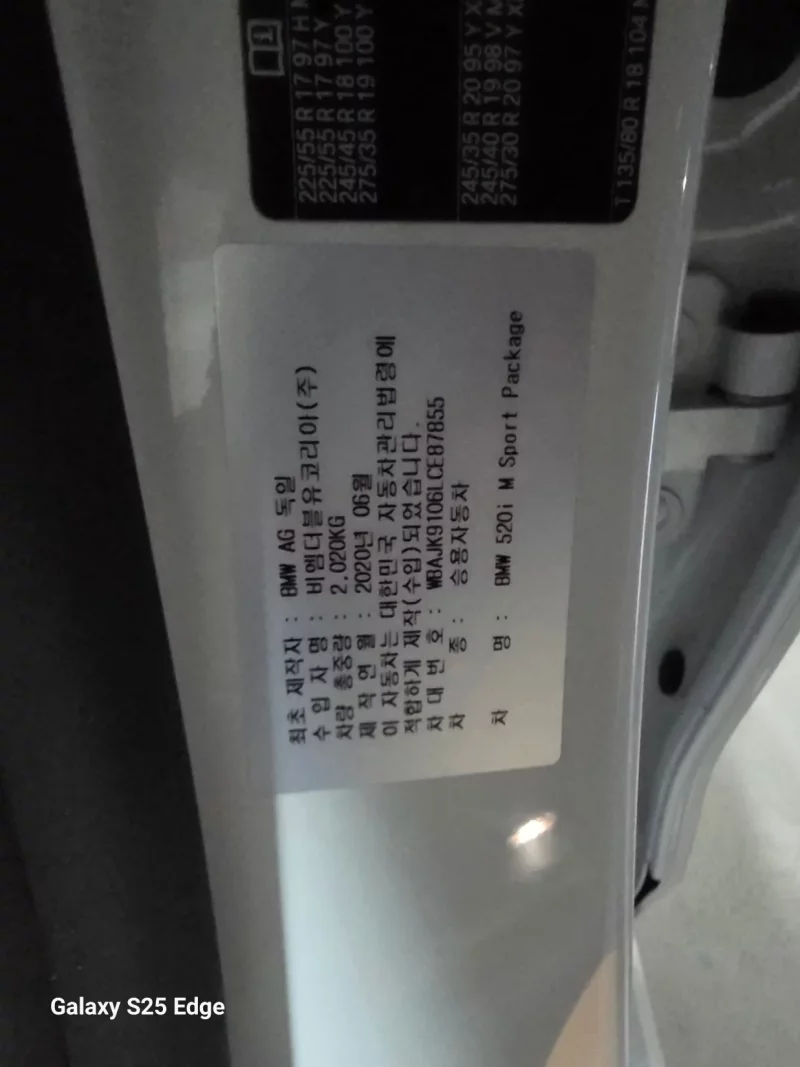 225/55 R 17 97 H M
225/55 R 17 97 Y
245/45 R 18 100 Y
275/35 R 19 100 Y
245/35 R 20 95 Y X
245/40 R 19 98 V M
275/30 R 20 97 Y X
T 135/80 R 18 104 M
최초 제작자 : BMW AG 독일
수 입 자 명 : 비엠더블유코리아(주)
차량 총중량 : 2,020KG
제 작 연 월 : 2020년 06월
이 자동차는 대한민국 자동차관리법령에
적합하게 제작(수입)되었습니다.
차 대 번 호 : WBAJK9106LCE87855
차 종 : 승용자동차
차 명 : BMW 520i M Sport Package
Galaxy S25 Edge